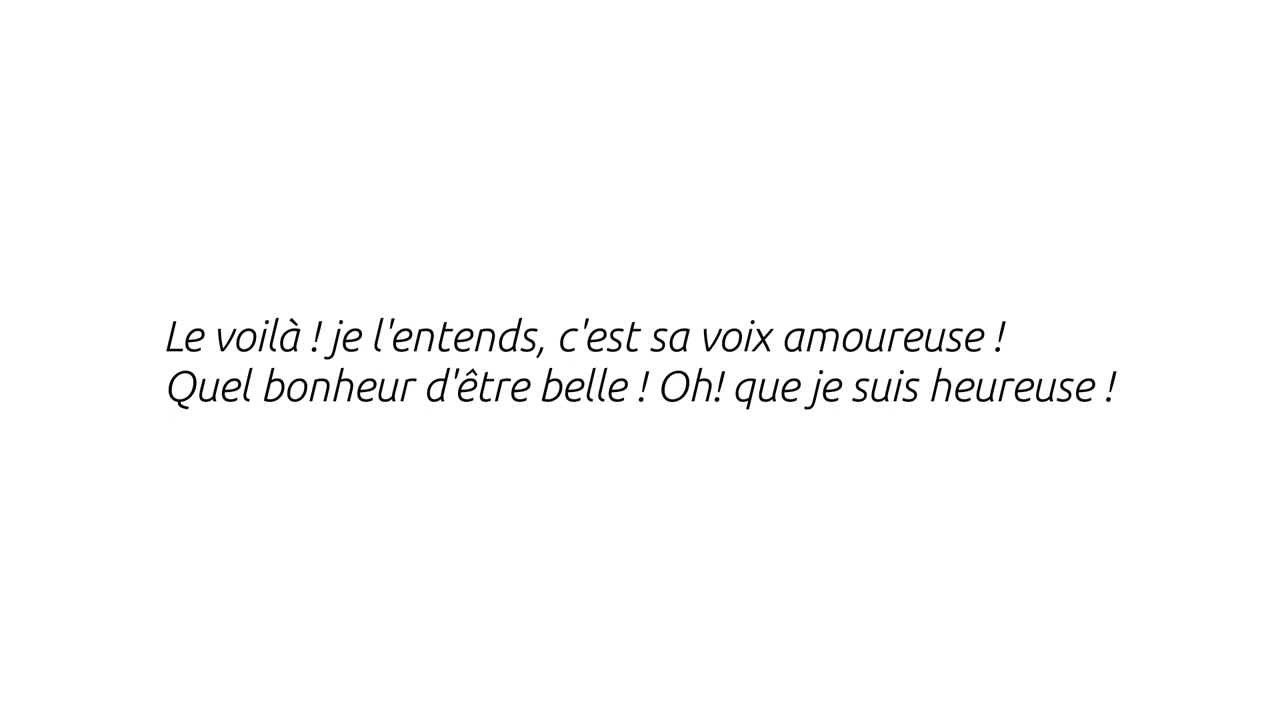 Le voilà ! je l'entends, c'est sa voix amoureuse !
Quel bonheur d'être belle ! Oh! que je suis heureuse !